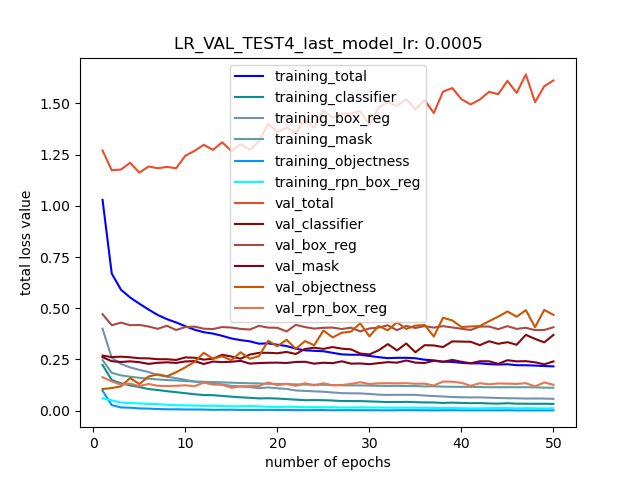 LR_VAL_TEST4_last_model_lr: 0.0005
total loss value
1.50
1.25
1.00
0.75
0.50
0.25
0.00
training_total
training_classifier
training_box_reg
training_mask
training_objectness
training_rpn_box_reg
val_total
val_classifier
val_box_reg
val_mask
val_objectness
val_rpn_box_reg
0 10 20 30 40 50
number of epochs